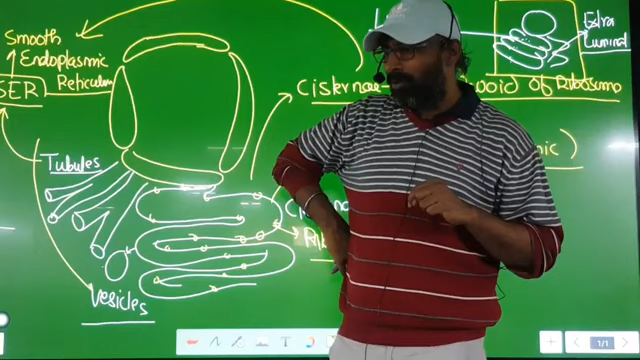 Smooth
Endoplasmic
Reticulum
SER
Tubules
Vesicles
Cisternae
void of Ribosome
Extra
Luminal
1/1